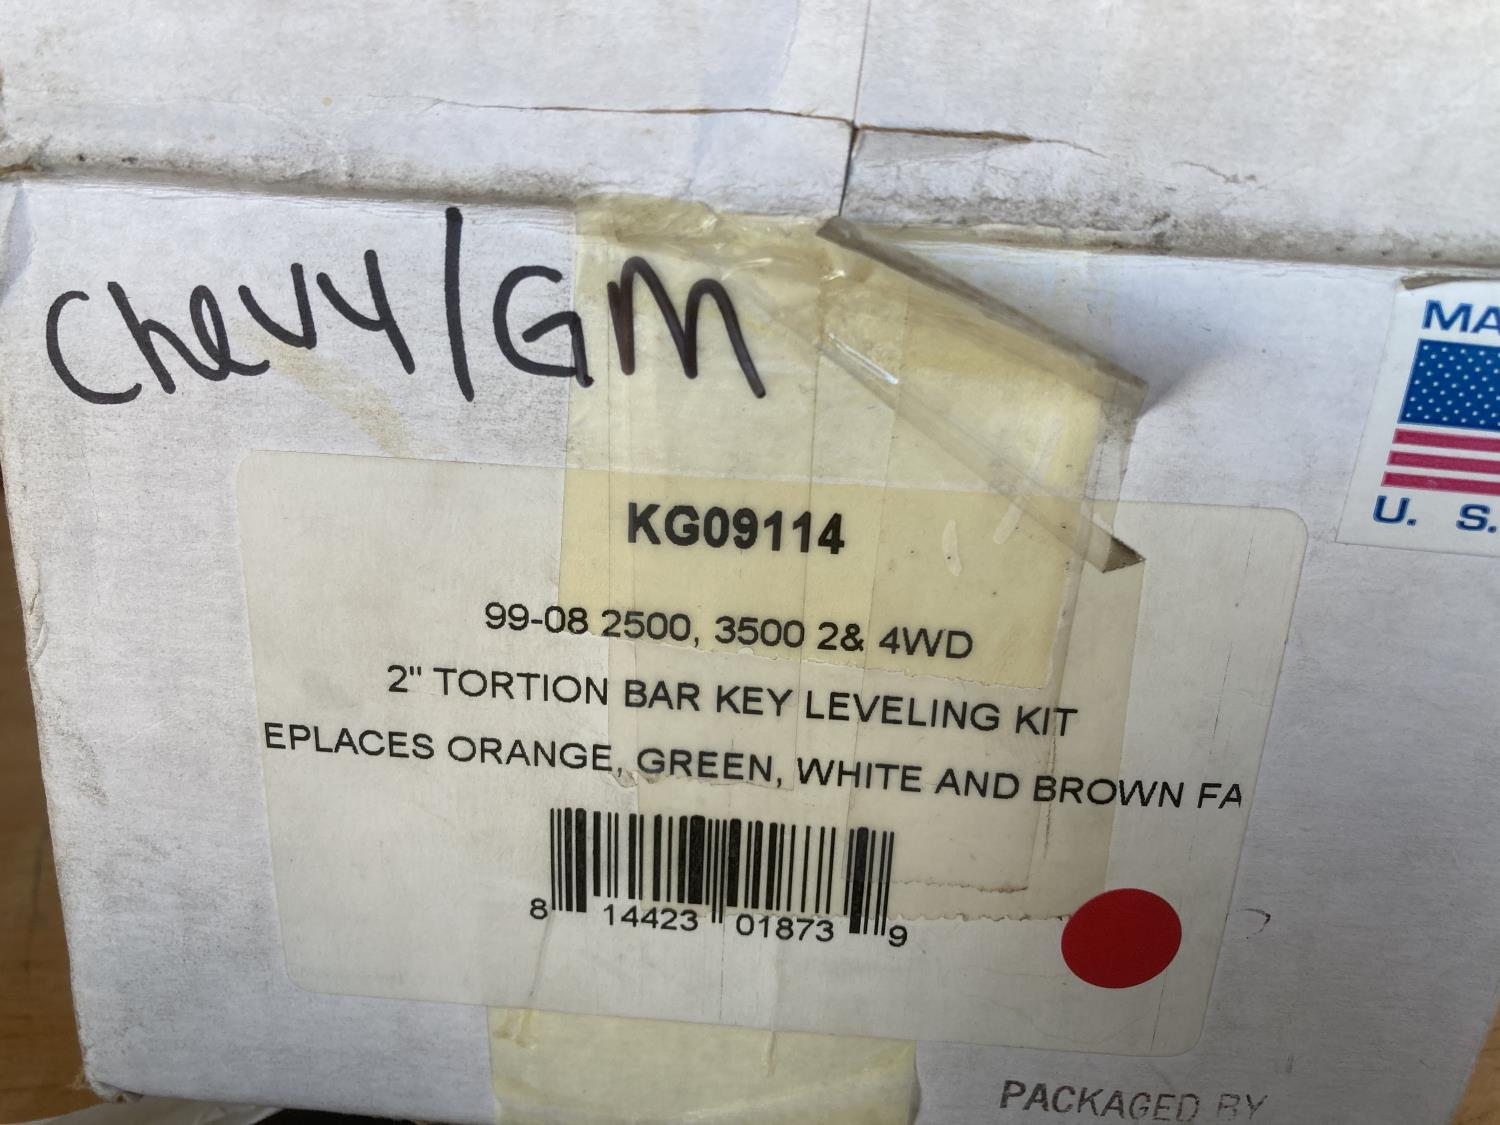 Chevy/GM
MA
U. S.
KG09114
99-08 2500, 3500 2& 4WD
2" TORTION BAR KEY LEVELING KIT
EPLACES ORANGE, GREEN, WHITE AND BROWN FA
8 14423 01873 9
PACKAGED BY